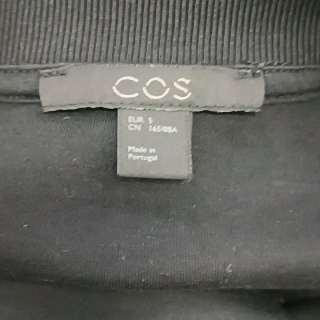 COS
EUR S
CN 165/88A
Made in
Portugal